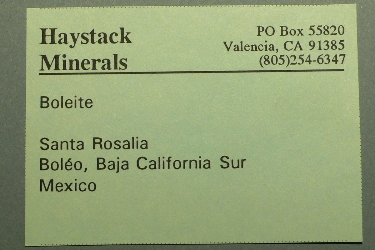 Haystack
Minerals
PO Box 55820
Valencia, CA 91385
(805)254-6347
Boleite
Santa Rosalia
Boléo, Baja California Sur
Mexico